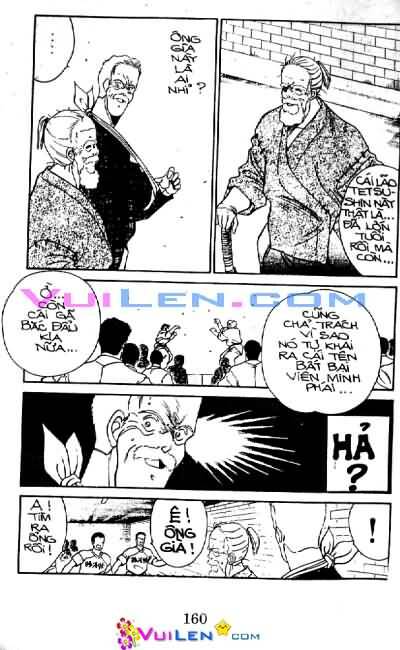 ÔNG
GIÀ
NÀY
LÀ
AI
NHỈ?
CÁI LÃO
TETSU-
SHIN NÀY
THẬT LÀ...
ĐÃ LỚN
TUỔI
RỒI MÀ
CÒN...
Ở...
CÒN
CÁI GÃ
BẮC ĐẨU
KIA
NỮA...
CŨNG
CHẢ TRÁCH
VÌ SAO
NÓ TỰ KHAI
RA CÁI TÊN
BẤT BẠI
VIÊN MINH
PHÁI...
VUILEN.COM
HẢ
?
!
Ê!
ÔNG
GIÀ!
A!
TÌM
RA
ÔNG
RỒI!
160
VUILEN.COM